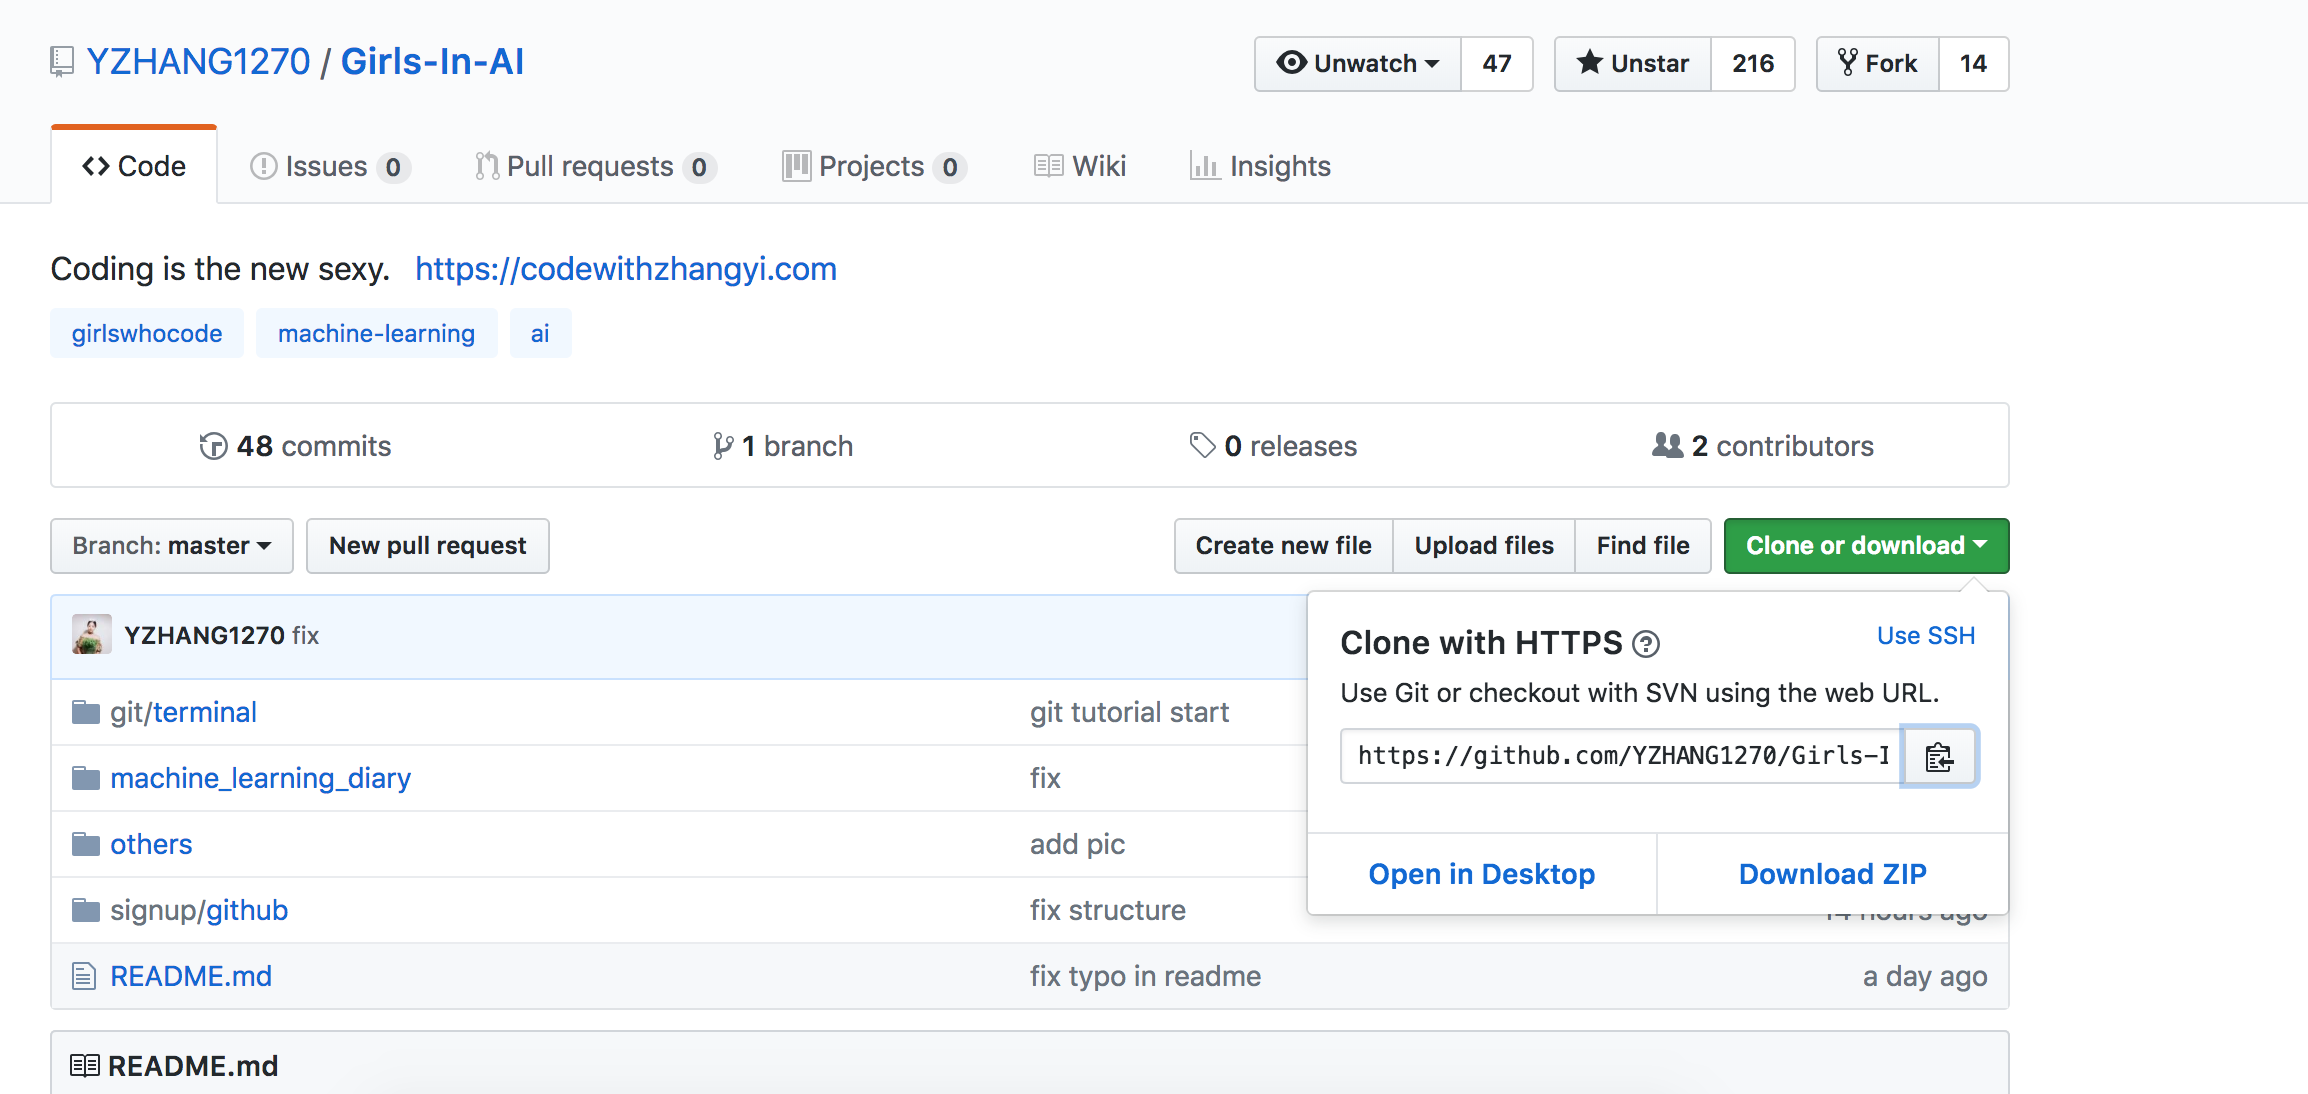 YZHANG1270 / Girls-In-AI
Unwatch 47 Unstar 216 Fork 14
Code Issues 0 Pull requests 0 Projects 0 Wiki Insights
Coding is the new sexy. https://codewithzhangyi.com
girlswhocode machine-learning ai
48 commits 1 branch 0 releases 2 contributors
Branch: master New pull request Create new file Upload files Find file Clone or download
YZHANG1270 fix
Clone with HTTPS Use SSH
Use Git or checkout with SVN using the web URL.
https://github.com/YZHANG1270/Girls-I
Open in Desktop Download ZIP
git/terminal git tutorial start
machine_learning_diary fix
others add pic
signup/github fix structure 14 hours ago
README.md fix typo in readme a day ago
README.md